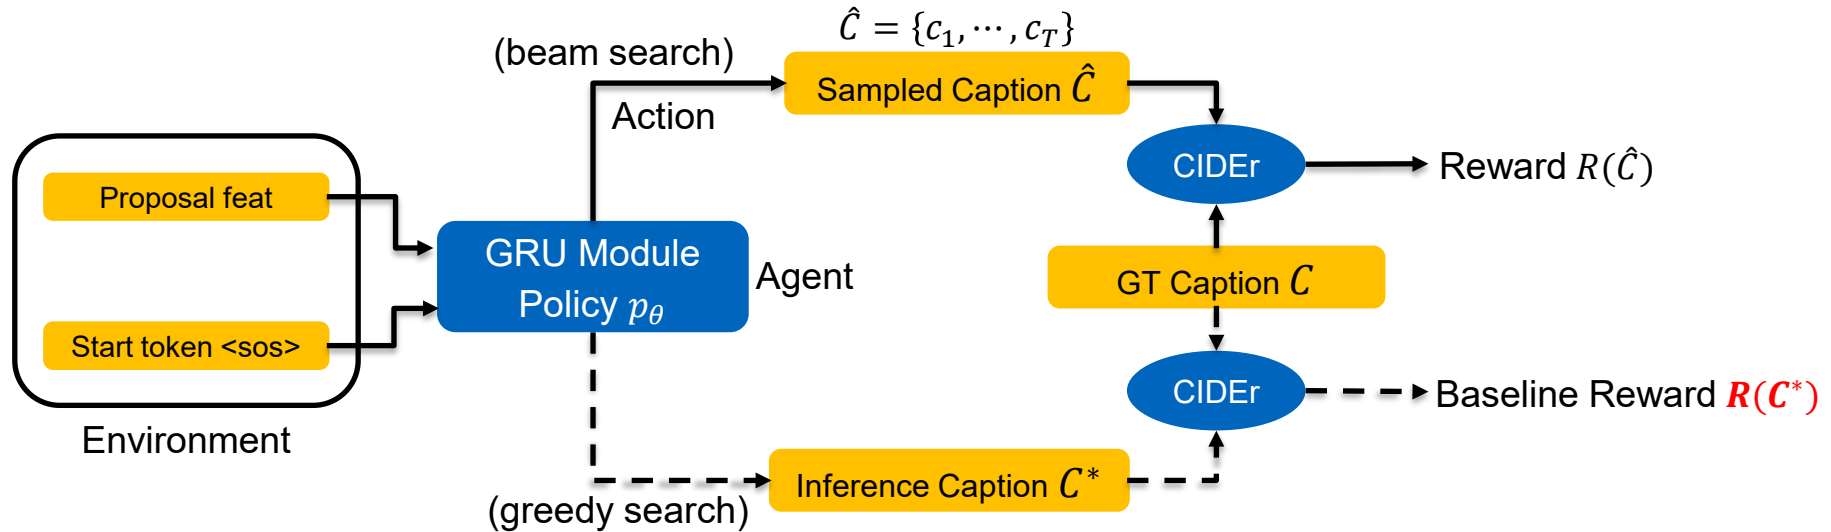 Ĉ = {c₁, ⋯ , c_T}
(beam search)
Sampled Caption Ĉ
Action
CIDEr
Reward R(Ĉ)
Proposal feat
GRU Module
Policy p_θ
Agent
GT Caption C
Start token <sos>
CIDEr
Baseline Reward R(C*)
Environment
Inference Caption C*
(greedy search)